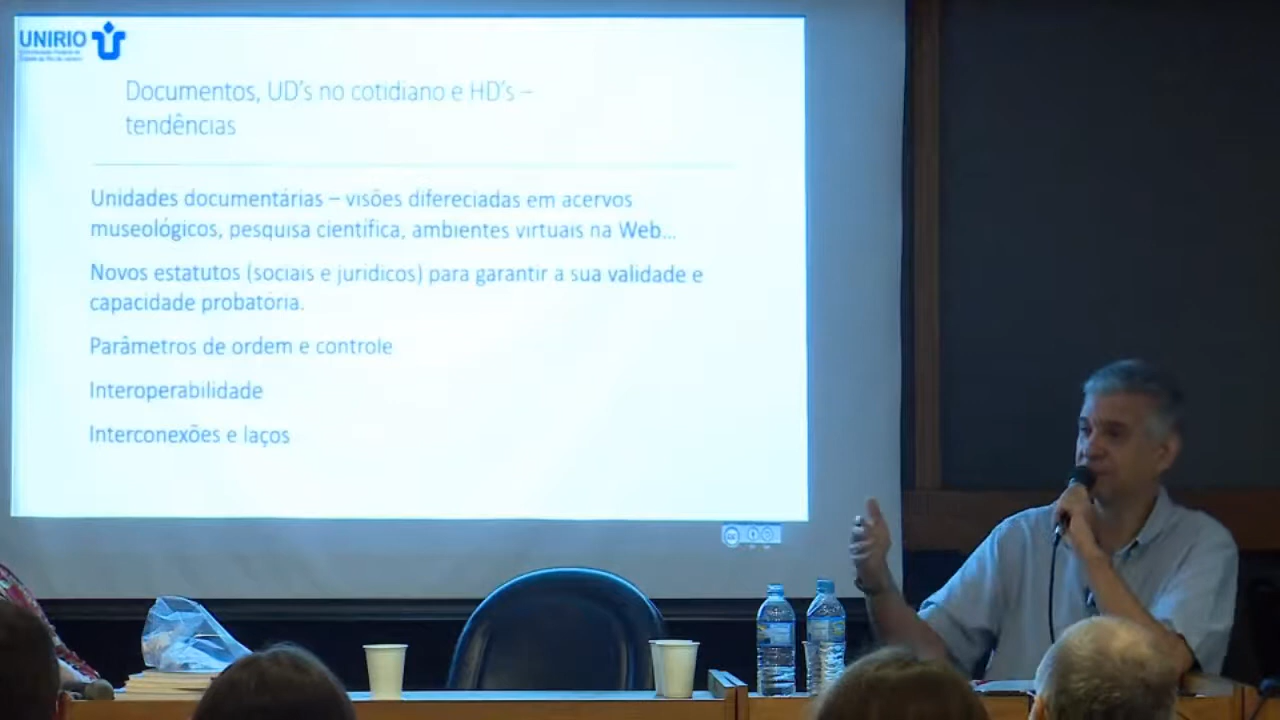 UNIRIO
Documentos, UD's no cotidiano e HD's –
tendências
Unidades documentárias – visões difereciadas em acervos
museológicos, pesquisa científica, ambientes virtuais na Web...
Novos estatutos (sociais e jurídicos) para garantir a sua validade e
capacidade probatória.
Parâmetros de ordem e controle
Interoperabilidade
Interconexões e laços